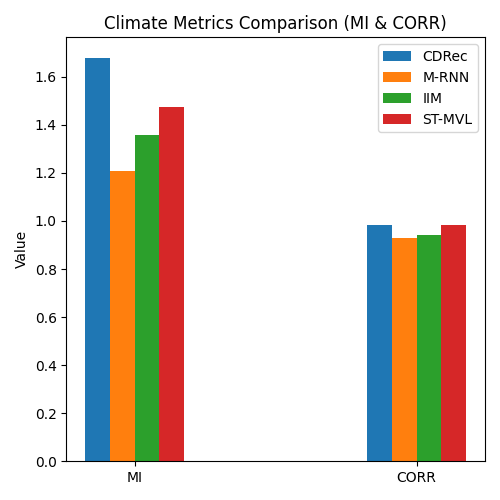 Climate Metrics Comparison (MI & CORR)
CDRec
M-RNN
IIM
ST-MVL
Value
1.6
1.4
1.2
1.0
0.8
0.6
0.4
0.2
0.0
MI CORR